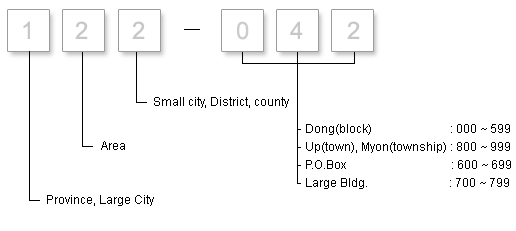 1 2 2 - 0 4 2
Small city, District, county
Dong(block) : 000 ~ 599
Area
Up(town), Myon(township) : 800 ~ 999
P.O.Box : 600 ~ 699
Large Bldg. : 700 ~ 799
Province, Large City